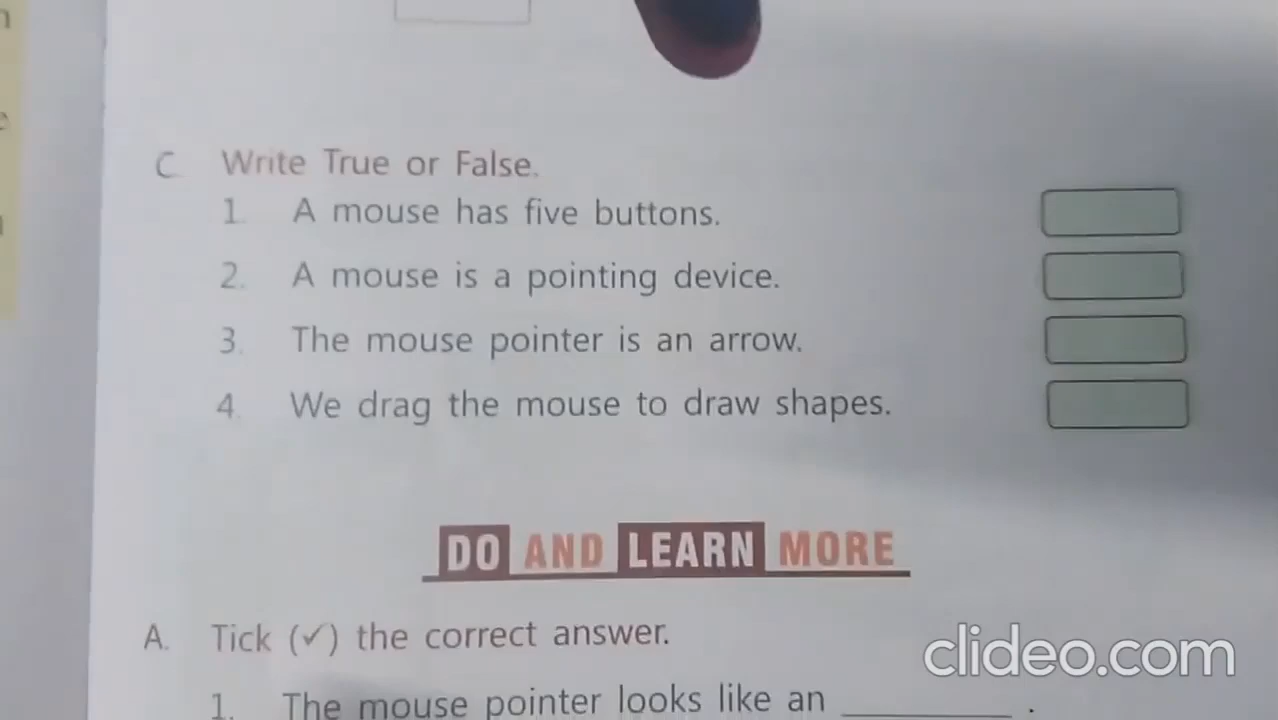 C. Write True or False.
1. A mouse has five buttons.
2. A mouse is a pointing device.
3. The mouse pointer is an arrow.
4. We drag the mouse to draw shapes.
DO AND LEARN MORE
A. Tick (✓) the correct answer.
1. The mouse pointer looks like an __________ .
clideo.com